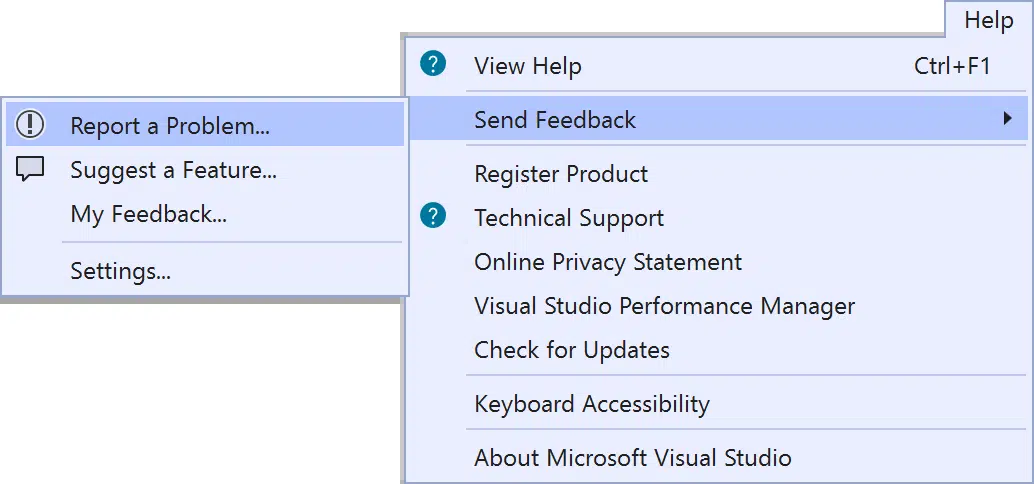 Help
View Help Ctrl+F1
Send Feedback
Report a Problem...
Suggest a Feature...
My Feedback...
Settings...
Register Product
Technical Support
Online Privacy Statement
Visual Studio Performance Manager
Check for Updates
Keyboard Accessibility
About Microsoft Visual Studio